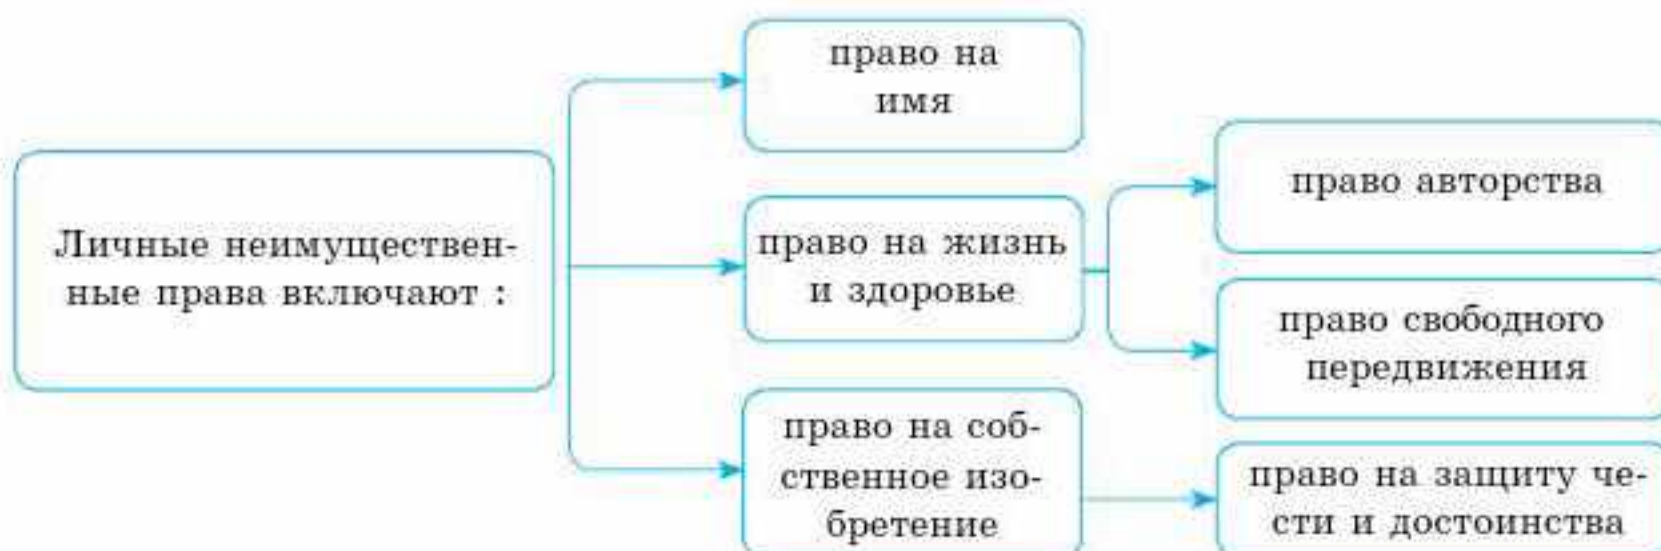 право на
имя
Личные неимуществен-
ные права включают :
право на жизнь
и здоровье
право авторства
право свободного
передвижения
право на соб-
ственное изо-
бретение
право на защиту че-
сти и достоинства